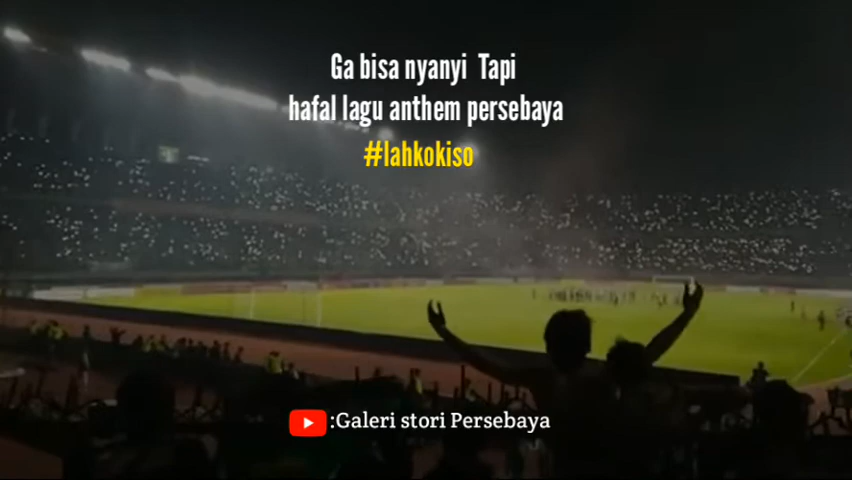 Ga bisa nyanyi Tapi
hafal lagu anthem persebaya
#lahkokiso
:Galeri stori Persebaya